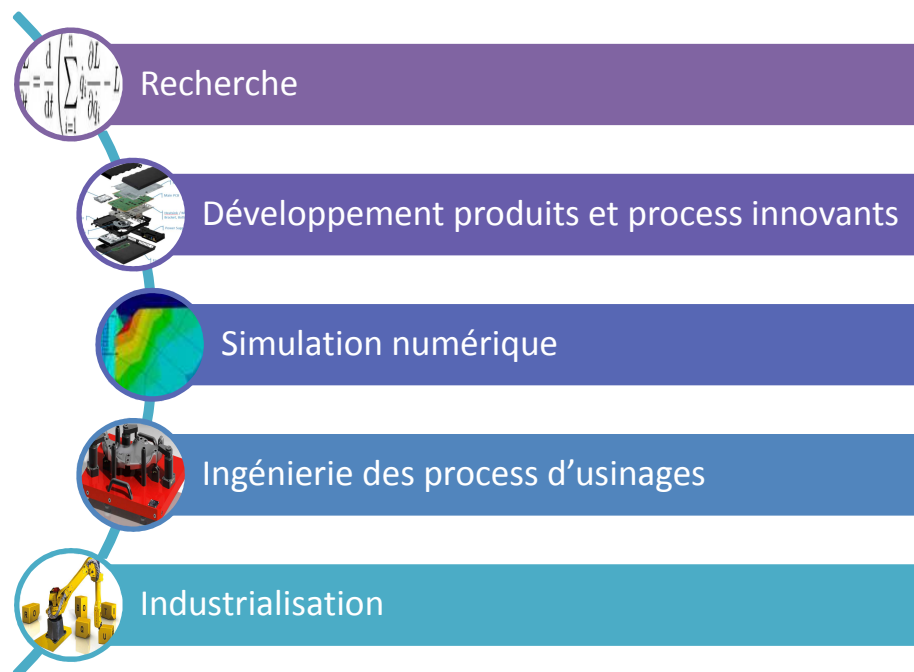 Recherche
Développement produits et process innovants
Simulation numérique
Ingénierie des process d’usinages
Industrialisation